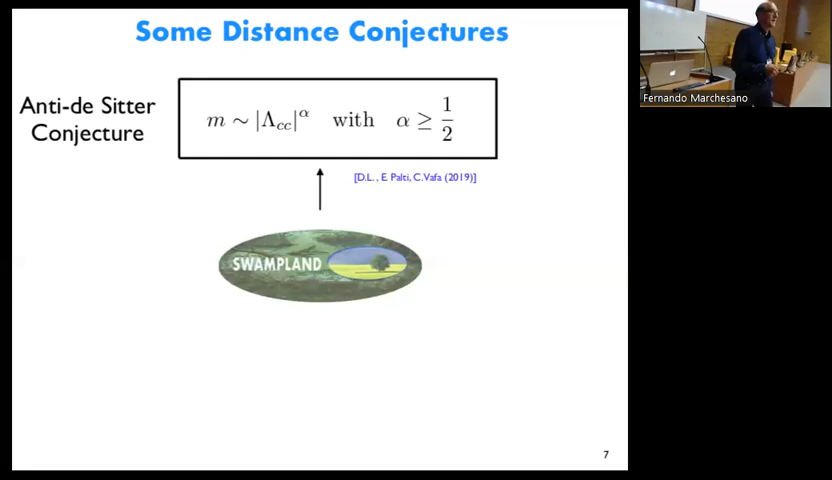 Some Distance Conjectures
Anti-de Sitter
Conjecture
m ∼ |Λcc|^α with α ≥ 1/2
[D.L., E. Palti, C. Vafa (2019)]
SWAMPLAND
7
Fernando Marchesano